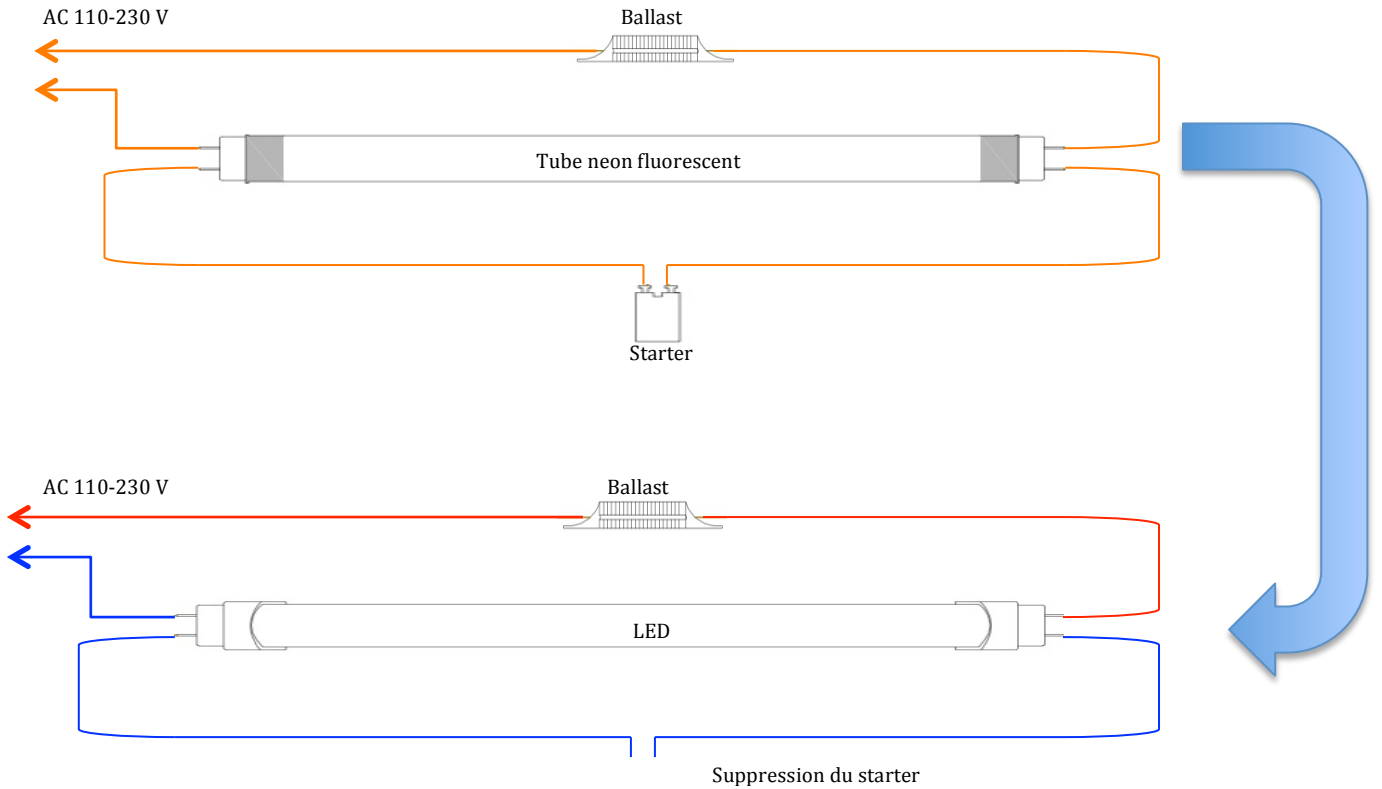 AC 110-230 V
Ballast
Tube neon fluorescent
Starter
AC 110-230 V
Ballast
LED
Suppression du starter